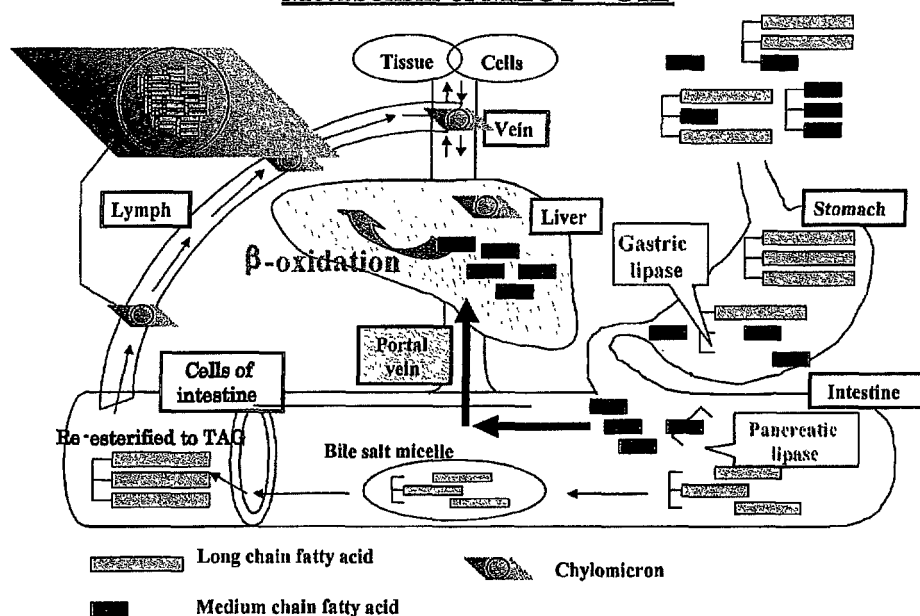 Tissue
Cells
Vein
Lymph
Liver
Stomach
β-oxidation
Gastric
lipase
Portal
vein
Cells of
intestine
Intestine
Re-esterified to TAG
Bile salt micelle
Pancreatic
lipase
Long chain fatty acid
Chylomicron
Medium chain fatty acid